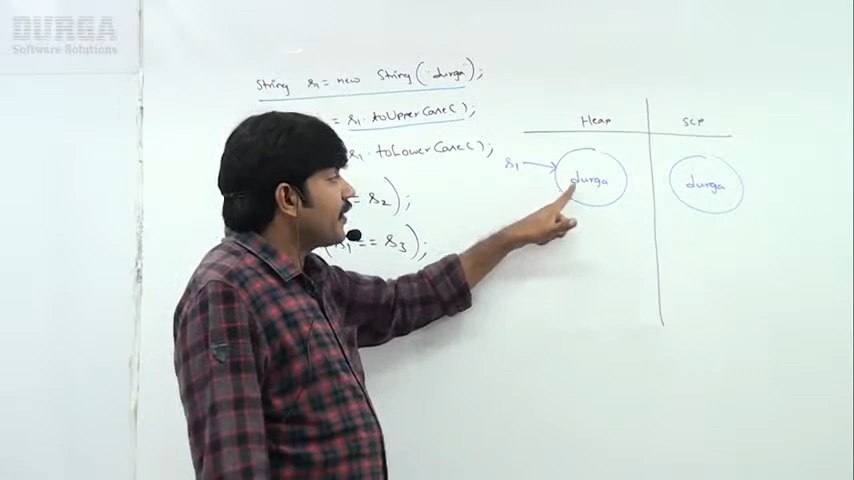 DURGA
Software Solutions
String s1 = new String("durga");
= s1.toUpperCase();
s1.toLowerCase();
= s2);
(s1 == s3);
Heap
SCP
s1
durga
durga